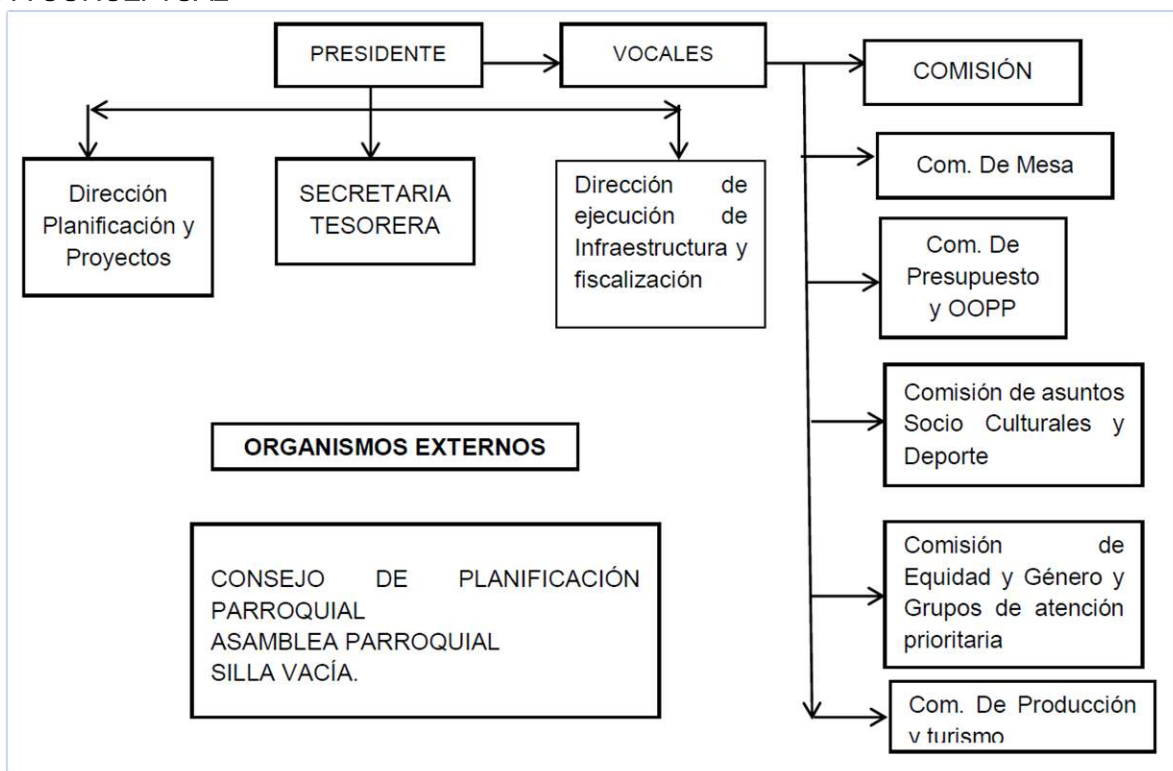 PRESIDENTE
VOCALES
COMISIÓN
Com. De Mesa
Dirección
Planificación y
Proyectos
SECRETARIA
TESORERA
Dirección de
ejecución de
Infraestructura y
fiscalización
Com. De
Presupuesto
y OOPP
Comisión de asuntos
Socio Culturales y
Deporte
ORGANISMOS EXTERNOS
CONSEJO DE PLANIFICACIÓN
PARROQUIAL
ASAMBLEA PARROQUIAL
SILLA VACÍA.
Comisión de
Equidad y Género y
Grupos de atención
prioritaria
Com. De Producción
y turismo